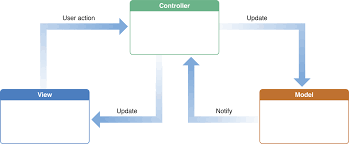 Controller
User action
Update
View
Update
Notify
Model